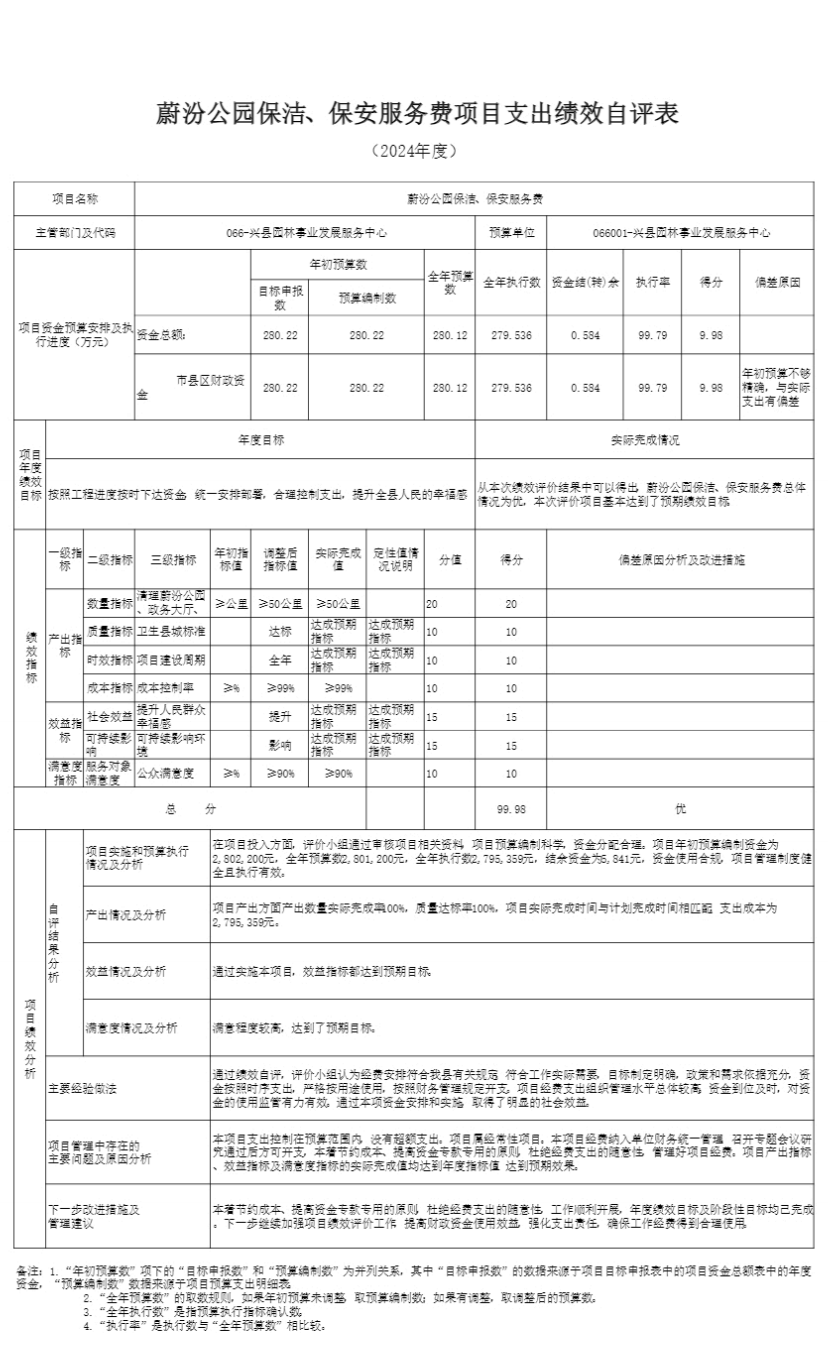 蔚汾公园保洁、保安服务费项目支出绩效自评表
（2024年度）
项目名称 蔚汾公园保洁、保安服务费
主管部门及代码 066-兴县园林事业发展服务中心 预算单位 066001-兴县园林事业发展服务中心
项目资金预算安排及执
行进度（万元）
年初预算数
目标申报
数
预算编制数
全年预算
数
全年执行数 资金结(转)余 执行率 得分 偏差原因
资金总额: 280.22 280.22 280.12 279.536 0.584 99.79 9.98
市县区财政资
金
280.22 280.22 280.12 279.536 0.584 99.79 9.98
年初预算不够
精确，与实际
支出有偏差
项目
年度
绩效
目标
年度目标 实际完成情况
按照工程进度按时下达资金 统一安排部署，合理控制支出，提升全县人民的幸福感
从本次绩效评价结果中可以得出 蔚汾公园保洁、保安服务费总体
情况为优，本次评价项目基本达到了预期绩效目标
绩
效
指
标
一级指
标
二级指标 三级指标
年初指
标值
调整后
指标值
实际完成
值
定性值情
况说明
分值 得分 偏差原因分析及改进措施
产出指
标
数量指标
清理蔚汾公园
、政务大厅、
≥公里 ≥50公里 ≥50公里 20 20
质量指标 卫生县城标准 达标
达成预期
指标
达成预期
指标
10 10
时效指标 项目建设周期 全年
达成预期
指标
达成预期
指标
10 10
成本指标 成本控制率 ≥% ≥99% ≥99% 10 10
效益指
标
社会效益
提升人民群众
幸福感
提升
达成预期
指标
达成预期
指标
15 15
可持续影
响
可持续影响环
境
影响
达成预期
指标
达成预期
指标
15 15
满意度
指标
服务对象
满意度
公众满意度 ≥% ≥90% ≥90% 10 10
总 分 99.98 优
项
目
绩
效
分
析
自
评
结
果
分
析
项目实施和预算执行
情况及分析
在项目投入方面，评价小组通过审核项目相关资料 项目预算编制科学，资金分配合理。项目年初预算编制资金为
2,802,200元，全年预算数2,801,200元，全年执行数2,795,359元，结余资金为5,841元，资金使用合规，项目管理制度健
全且执行有效。
产出情况及分析
项目产出方面产出数量实际完成率100%，质量达标率100%，项目实际完成时间与计划完成时间相匹配 支出成本为
2,795,359元。
效益情况及分析
通过实施本项目，效益指标都达到预期目标。
满意度情况及分析
满意程度较高，达到了预期目标。
主要经验做法
通过绩效自评，评价小组认为经费安排符合我县有关规定 符合工作实际需要，目标制定明确，政策和需求依据充分，资
金按照时序支出，严格按用途使用，按照财务管理规定开支。项目经费支出组织管理水平总体较高 资金到位及时，对资
金的使用监管有力有效。通过本项资金安排和实施 取得了明显的社会效益。
项目管理中存在的
主要问题及原因分析
本项目支出控制在预算范围内 没有超额支出。项目属经常性项目。本项目经费纳入单位财务统一管理 召开专题会议研
究通过后方可开支，本着节约成本、提高资金专款专用的原则 杜绝经费支出的随意性 管理好项目经费。项目产出指标
、效益指标及满意度指标的实际完成值均达到年度指标值 达到预期效果。
下一步改进措施及
管理建议
本着节约成本、提高资金专款专用的原则 杜绝经费支出的随意性 工作顺利开展，年度绩效目标及阶段性目标均已完成
。下一步继续加强项目绩效评价工作 提高财政资金使用效益 强化支出责任，确保工作经费得到合理使用
备注：1.“年初预算数”项下的“目标申报数”和“预算编制数”为并列关系，其中“目标申报数”的数据来源于项目目标申报表中的项目资金总额表中的年度
资金，“预算编制数”数据来源于项目预算支出明细表
2.“全年预算数”的取数规则，如果年初预算未调整 取预算编制数；如果有调整，取调整后的预算数。
3.“全年执行数”是指预算执行指标确认数。
4.“执行率”是执行数与“全年预算数”相比较。